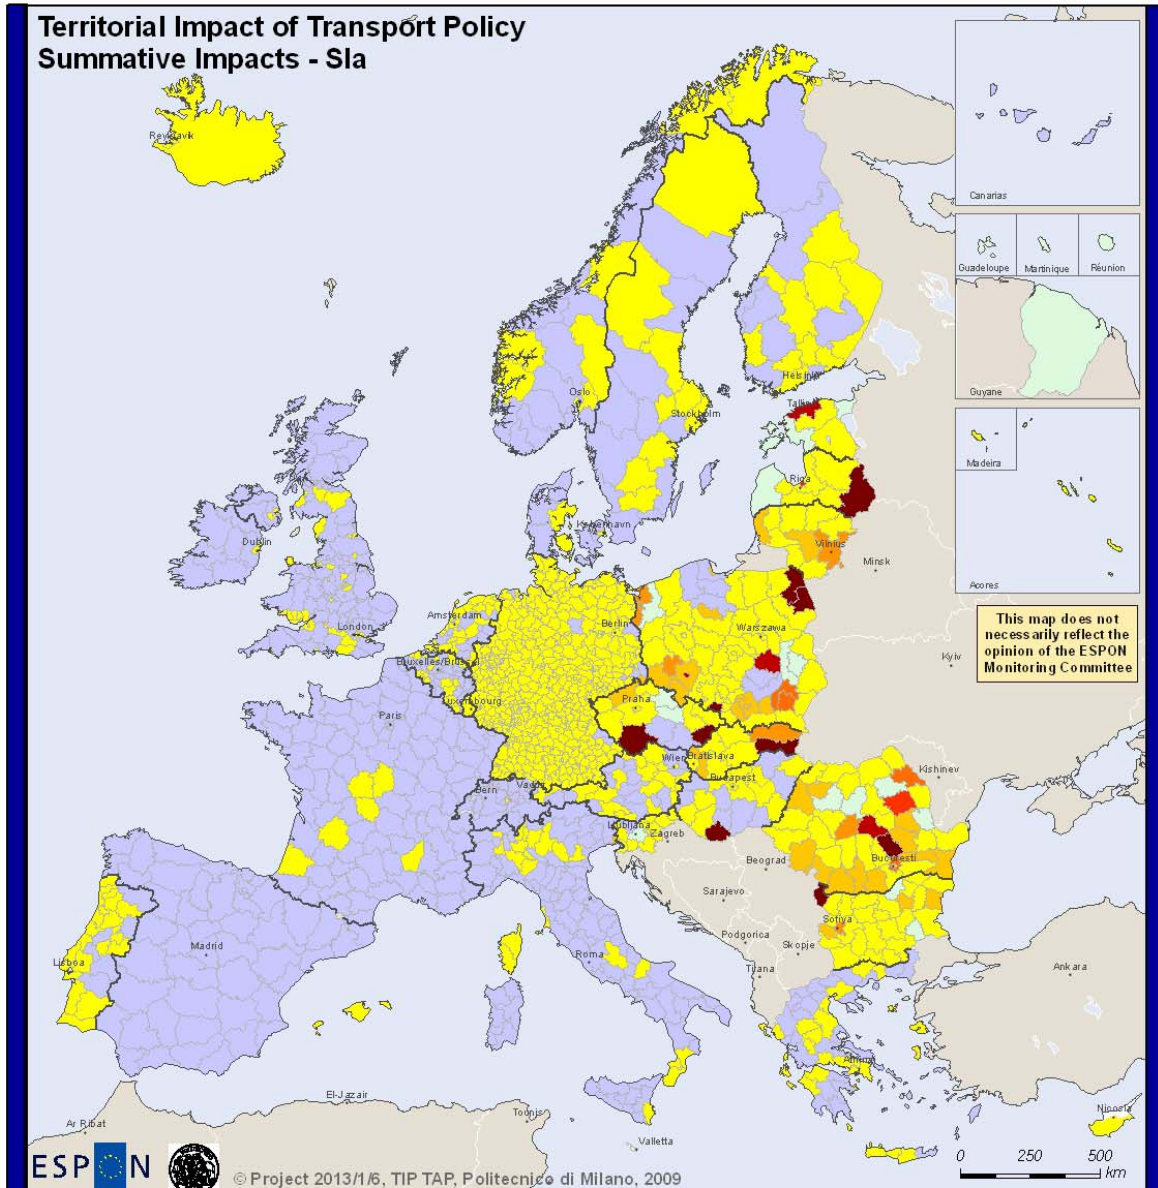 Territorial Impact of Transport Policy
Summative Impacts - SIa
Reykjavik
Canarias
Guadeloupe
Martinique
Réunion
Guyane
Helsinki
Oslo
Tallinn
Stockholm
Madeira
Riga
København
Dublin
Vilnius
Minsk
Acores
Amsterdam
Berlin
London
Warszawa
This map does not
necessarily reflect the
opinion of the ESPON
Monitoring Committee
Bruxelles/Brussel
Kyiv
Luxembourg
Praha
Paris
Wien
Bratislava
Kishinev
Vaduz
Budapest
Bern
Ljubljana
Zagreb
Beograd
Bucuresti
Sarajevo
Sofiya
Madrid
Podgorica
Roma
Skopje
Lisboa
Tirana
Ankara
El-Jazair
Tounis
Nicosia
Ar Ribat
Valletta
ESPON
© Project 2013/1/6, TIP TAP, Politecnico di Milano, 2009
0 250 500
km